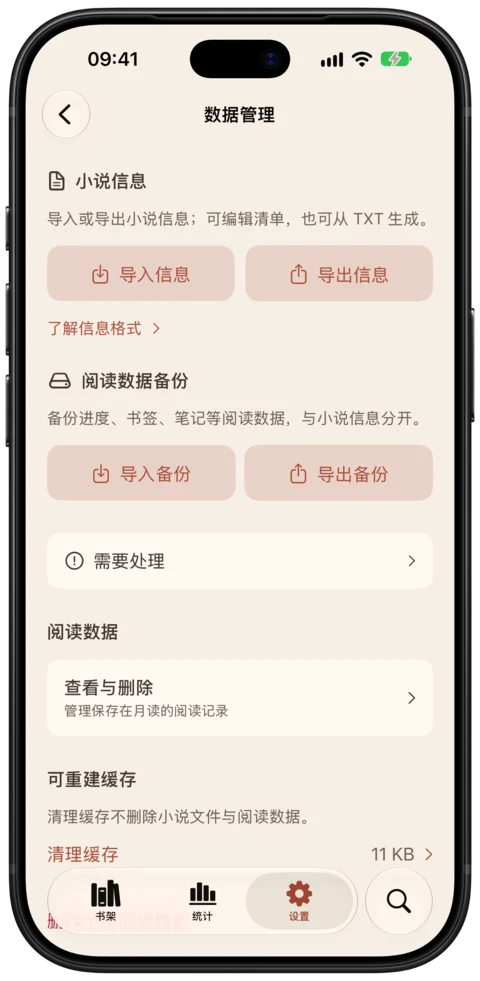 09:41
数据管理
小说信息
导入或导出小说信息；可编辑清单，也可从 TXT 生成。
导入信息
导出信息
了解信息格式
阅读数据备份
备份进度、书签、笔记等阅读数据，与小说信息分开。
导入备份
导出备份
需要处理
阅读数据
查看与删除
管理保存在月读的阅读记录
可重建缓存
清理缓存不删除小说文件与阅读数据。
清理缓存
11 KB
书架
统计
设置